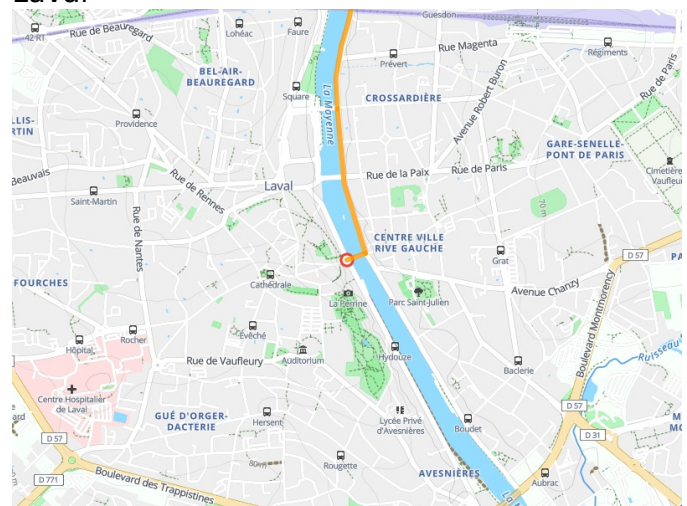 Laval
42 RT
Rue de Beauregard
Lohéac
Faure
Guesdon
Prévert
Rue Magenta
Régiments
BEL-AIR-
BEAUREGARD
Square
La Mayenne
CROSSARDIÈRE
Avenue Robert Buron
Rue de Paris
Providence
GARE-SENELLE-
PONT DE PARIS
Cimetière
Beauvais
Saint-Martin
Rue de Rennes
Laval
Rue de la Paix
Rue de Paris
70 m
Rue de Nantes
CENTRE VILLE
RIVE GAUCHE
Grat
D 57
FOURCHES
Cathédrale
La Perrine
Parc Saint-Julien
Avenue Chanzy
Boulevard Montmorency
Ruisseau
Hôpital
Rocher
Évêché
Auditorium
Rue de Vaufleury
Hydouze
Baclerie
Centre Hospitalier
de Laval
GUÉ D'ORGER-
DACTERIE
Hersent
Lycée Privé
d'Avesnières
Boudet
D 57
D 57
D 31
D 771
Boulevard des Trappistines
80m
Rougette
AVESNIÈRES
Aubrac